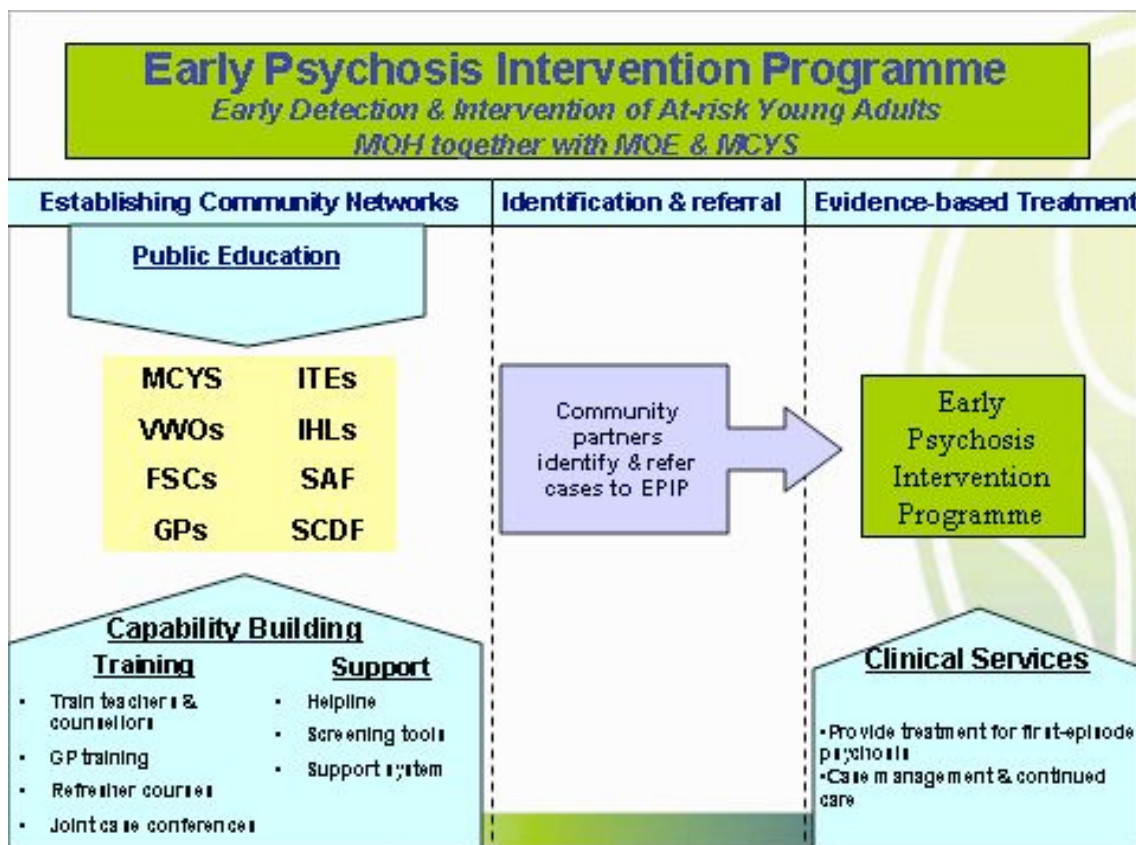 Early Psychosis Intervention Programme
Early Detection & Intervention of At-risk Young Adults
MOH together with MOE & MCYS
Establishing Community Networks
Identification & referral
Evidence-based Treatment
Public Education
MCYS ITEs
VWOs IHLs
FSCs SAF
GPs SCDF
Community
partners
identify & refer
cases to EPIP
Early
Psychosis
Intervention
Programme
Capability Building
Training
• Train teachers &
counsellors
• GP training
• Refresher courses
• Joint case conferences
Support
• Helpline
• Screening tools
• Support system
Clinical Services
•Provide treatment for first-episode
psychosis
•Case management & continued
care